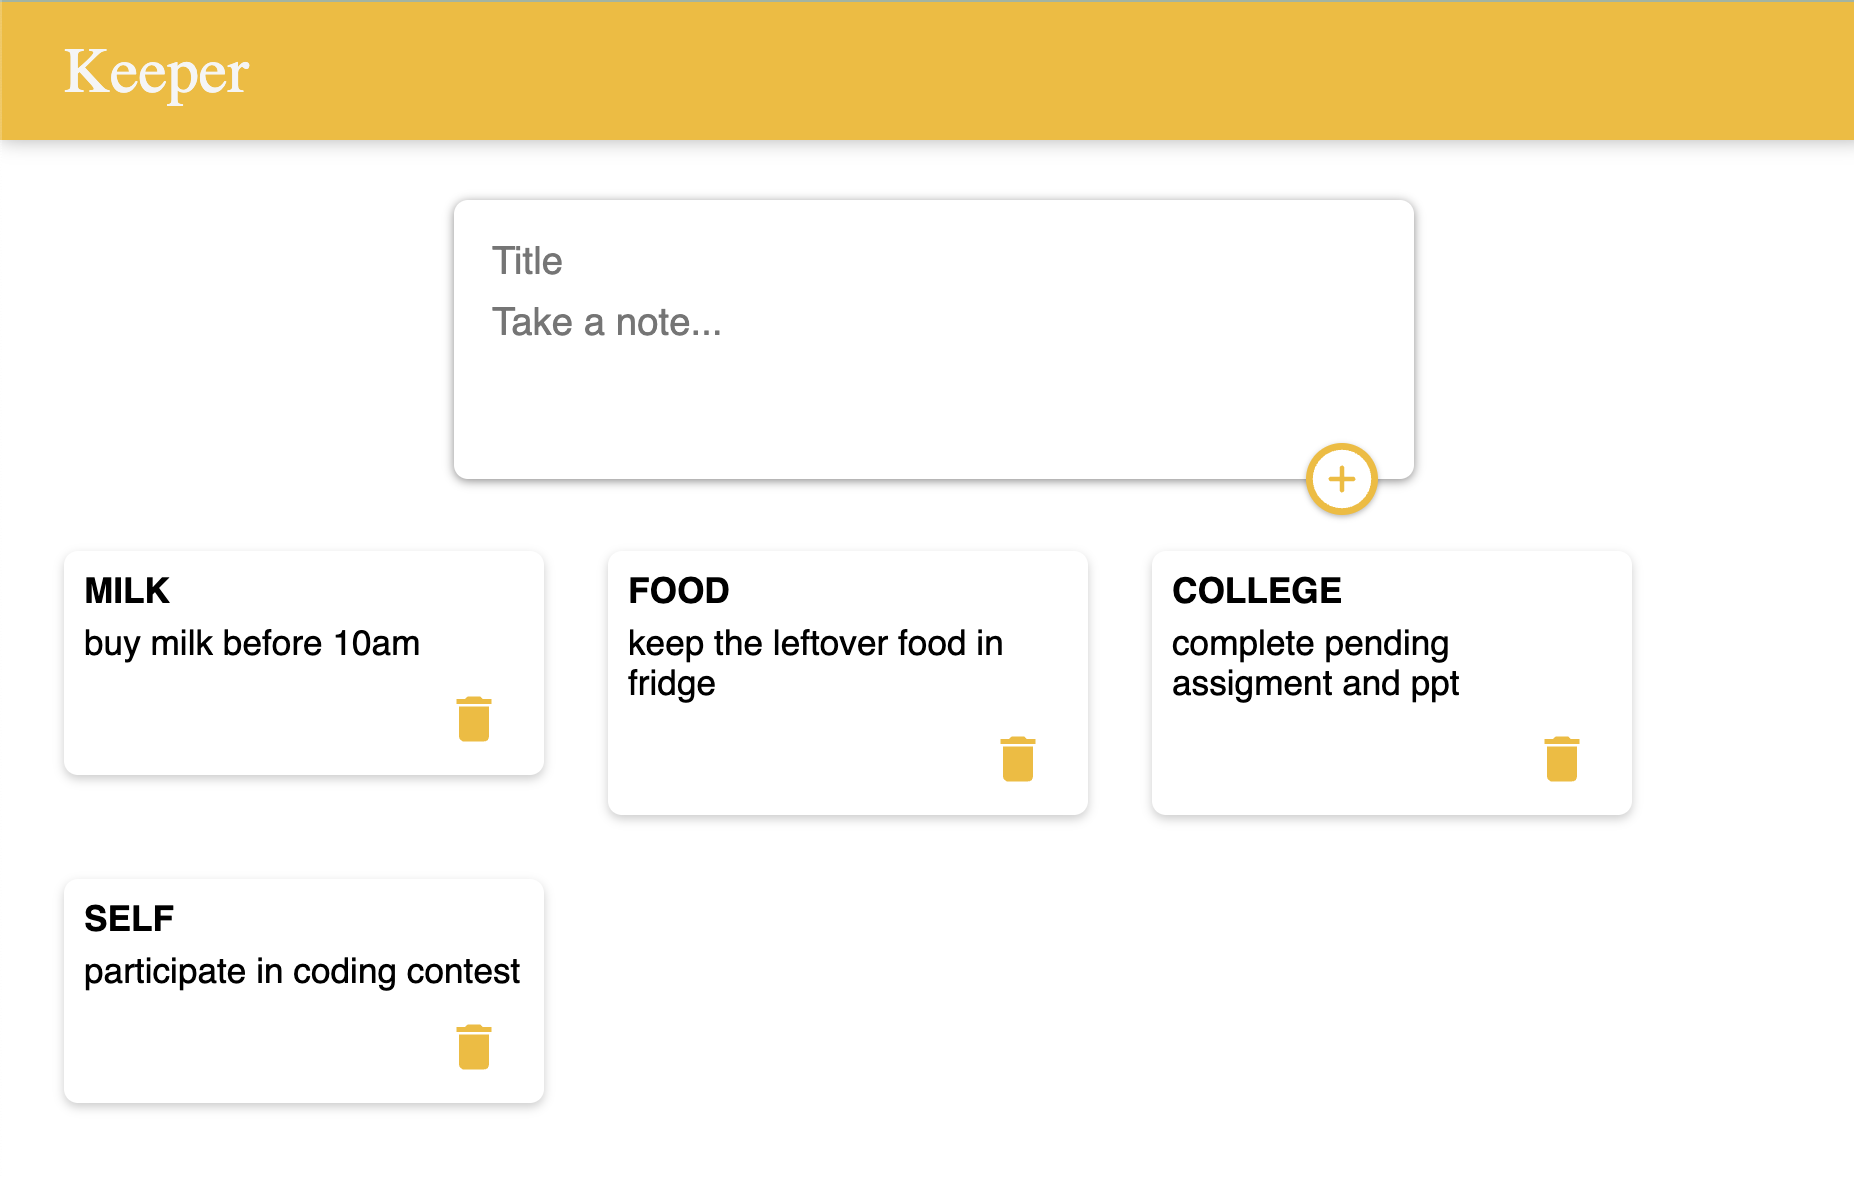 Keeper
Title
Take a note...
MILK
buy milk before 10am
FOOD
keep the leftover food in
fridge
COLLEGE
complete pending
assigment and ppt
SELF
participate in coding contest